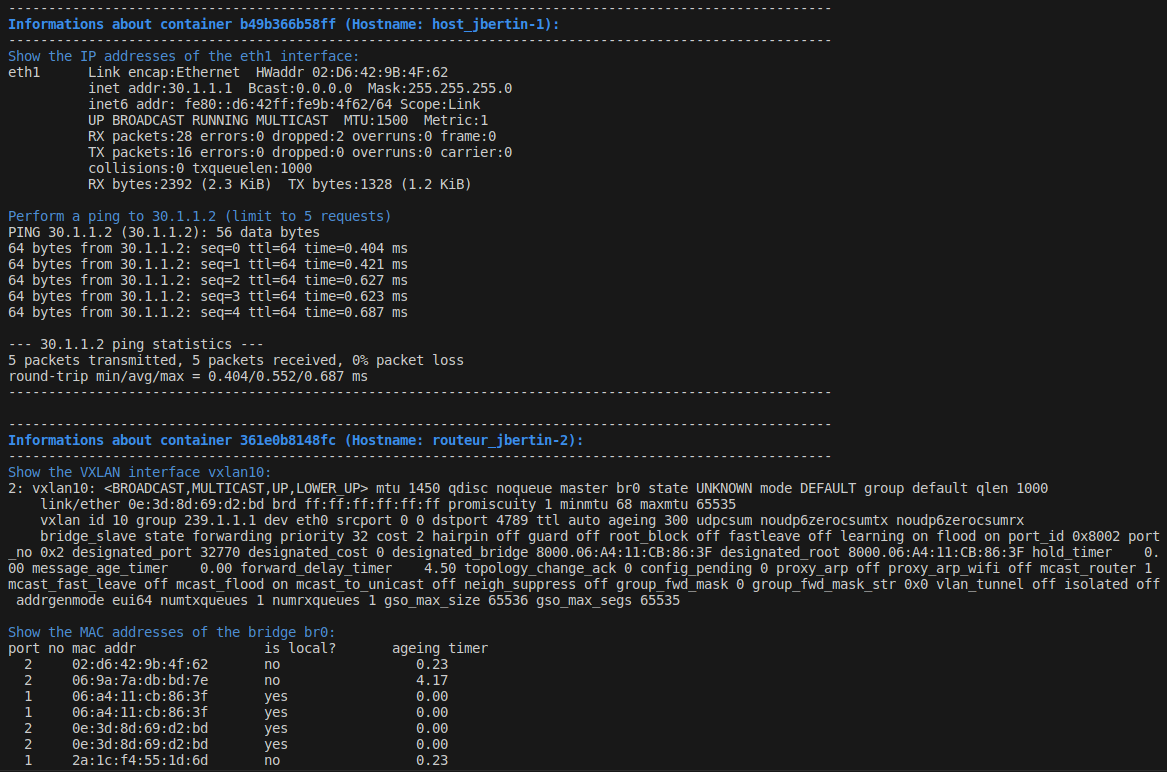 -------------------------------------------------------------------------------------------------------
Informations about container b49b366b58ff (Hostname: host_jbertin-1):
-------------------------------------------------------------------------------------------------------
Show the IP addresses of the eth1 interface:
eth1      Link encap:Ethernet  HWaddr 02:D6:42:9B:4F:62
          inet addr:30.1.1.1  Bcast:0.0.0.0  Mask:255.255.255.0
          inet6 addr: fe80::d6:42ff:fe9b:4f62/64 Scope:Link
          UP BROADCAST RUNNING MULTICAST  MTU:1500  Metric:1
          RX packets:28 errors:0 dropped:2 overruns:0 frame:0
          TX packets:16 errors:0 dropped:0 overruns:0 carrier:0
          collisions:0 txqueuelen:1000
          RX bytes:2392 (2.3 KiB)  TX bytes:1328 (1.2 KiB)

Perform a ping to 30.1.1.2 (limit to 5 requests)
PING 30.1.1.2 (30.1.1.2): 56 data bytes
64 bytes from 30.1.1.2: seq=0 ttl=64 time=0.404 ms
64 bytes from 30.1.1.2: seq=1 ttl=64 time=0.421 ms
64 bytes from 30.1.1.2: seq=2 ttl=64 time=0.627 ms
64 bytes from 30.1.1.2: seq=3 ttl=64 time=0.623 ms
64 bytes from 30.1.1.2: seq=4 ttl=64 time=0.687 ms

--- 30.1.1.2 ping statistics ---
5 packets transmitted, 5 packets received, 0% packet loss
round-trip min/avg/max = 0.404/0.552/0.687 ms
-------------------------------------------------------------------------------------------------------

-------------------------------------------------------------------------------------------------------
Informations about container 361e0b8148fc (Hostname: routeur_jbertin-2):
-------------------------------------------------------------------------------------------------------
Show the VXLAN interface vxlan10:
2: vxlan10: <BROADCAST,MULTICAST,UP,LOWER_UP> mtu 1450 qdisc noqueue master br0 state UNKNOWN mode DEFAULT group default qlen 1000
    link/ether 0e:3d:8d:69:d2:bd brd ff:ff:ff:ff:ff:ff promiscuity 1 minmtu 68 maxmtu 65535
    vxlan id 10 group 239.1.1.1 dev eth0 srcport 0 0 dstport 4789 ttl auto ageing 300 udpcsum noudp6zerocsumtx noudp6zerocsumrx
    bridge_slave state forwarding priority 32 cost 2 hairpin off guard off root_block off fastleave off learning on flood on port_id 0x8002 port
_no 0x2 designated_port 32770 designated_cost 0 designated_bridge 8000.06:A4:11:CB:86:3F designated_root 8000.06:A4:11:CB:86:3F hold_timer    0.
00 message_age_timer    0.00 forward_delay_timer    4.50 topology_change_ack 0 config_pending 0 proxy_arp off proxy_arp_wifi off mcast_router 1
mcast_fast_leave off mcast_flood on mcast_to_unicast off neigh_suppress off group_fwd_mask 0 group_fwd_mask_str 0x0 vlan_tunnel off isolated off
 addrgenmode eui64 numtxqueues 1 numrxqueues 1 gso_max_size 65536 gso_max_segs 65535

Show the MAC addresses of the bridge br0:
port no mac addr                is local?       ageing timer
  2     02:d6:42:9b:4f:62       no                 0.23
  2     06:9a:7a:db:bd:7e       no                 4.17
  1     06:a4:11:cb:86:3f       yes                0.00
  1     06:a4:11:cb:86:3f       yes                0.00
  2     0e:3d:8d:69:d2:bd       yes                0.00
  2     0e:3d:8d:69:d2:bd       yes                0.00
  1     2a:1c:f4:55:1d:6d       no                 0.23